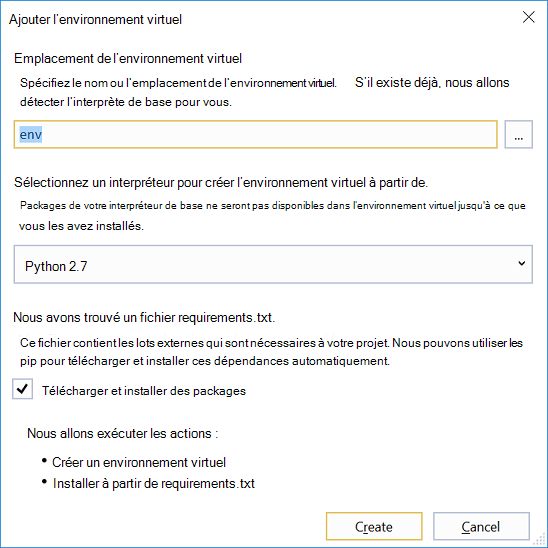 Ajouter l'environnement virtuel
Emplacement de l'environnement virtuel
Spécifiez le nom ou l'emplacement de l'environnement virtuel. S'il existe déjà, nous allons
détecter l'interprète de base pour vous.
env
...
Sélectionnez un interpréteur pour créer l'environnement virtuel à partir de.
Packages de votre interpréteur de base ne seront pas disponibles dans l'environnement virtuel jusqu'à ce que
vous les avez installés.
Python 2.7
Nous avons trouvé un fichier requirements.txt.
Ce fichier contient les lots externes qui sont nécessaires à votre projet. Nous pouvons utiliser les
pip pour télécharger et installer ces dépendances automatiquement.
Télécharger et installer des packages
Nous allons exécuter les actions :
• Créer un environnement virtuel
• Installer à partir de requirements.txt
Create
Cancel